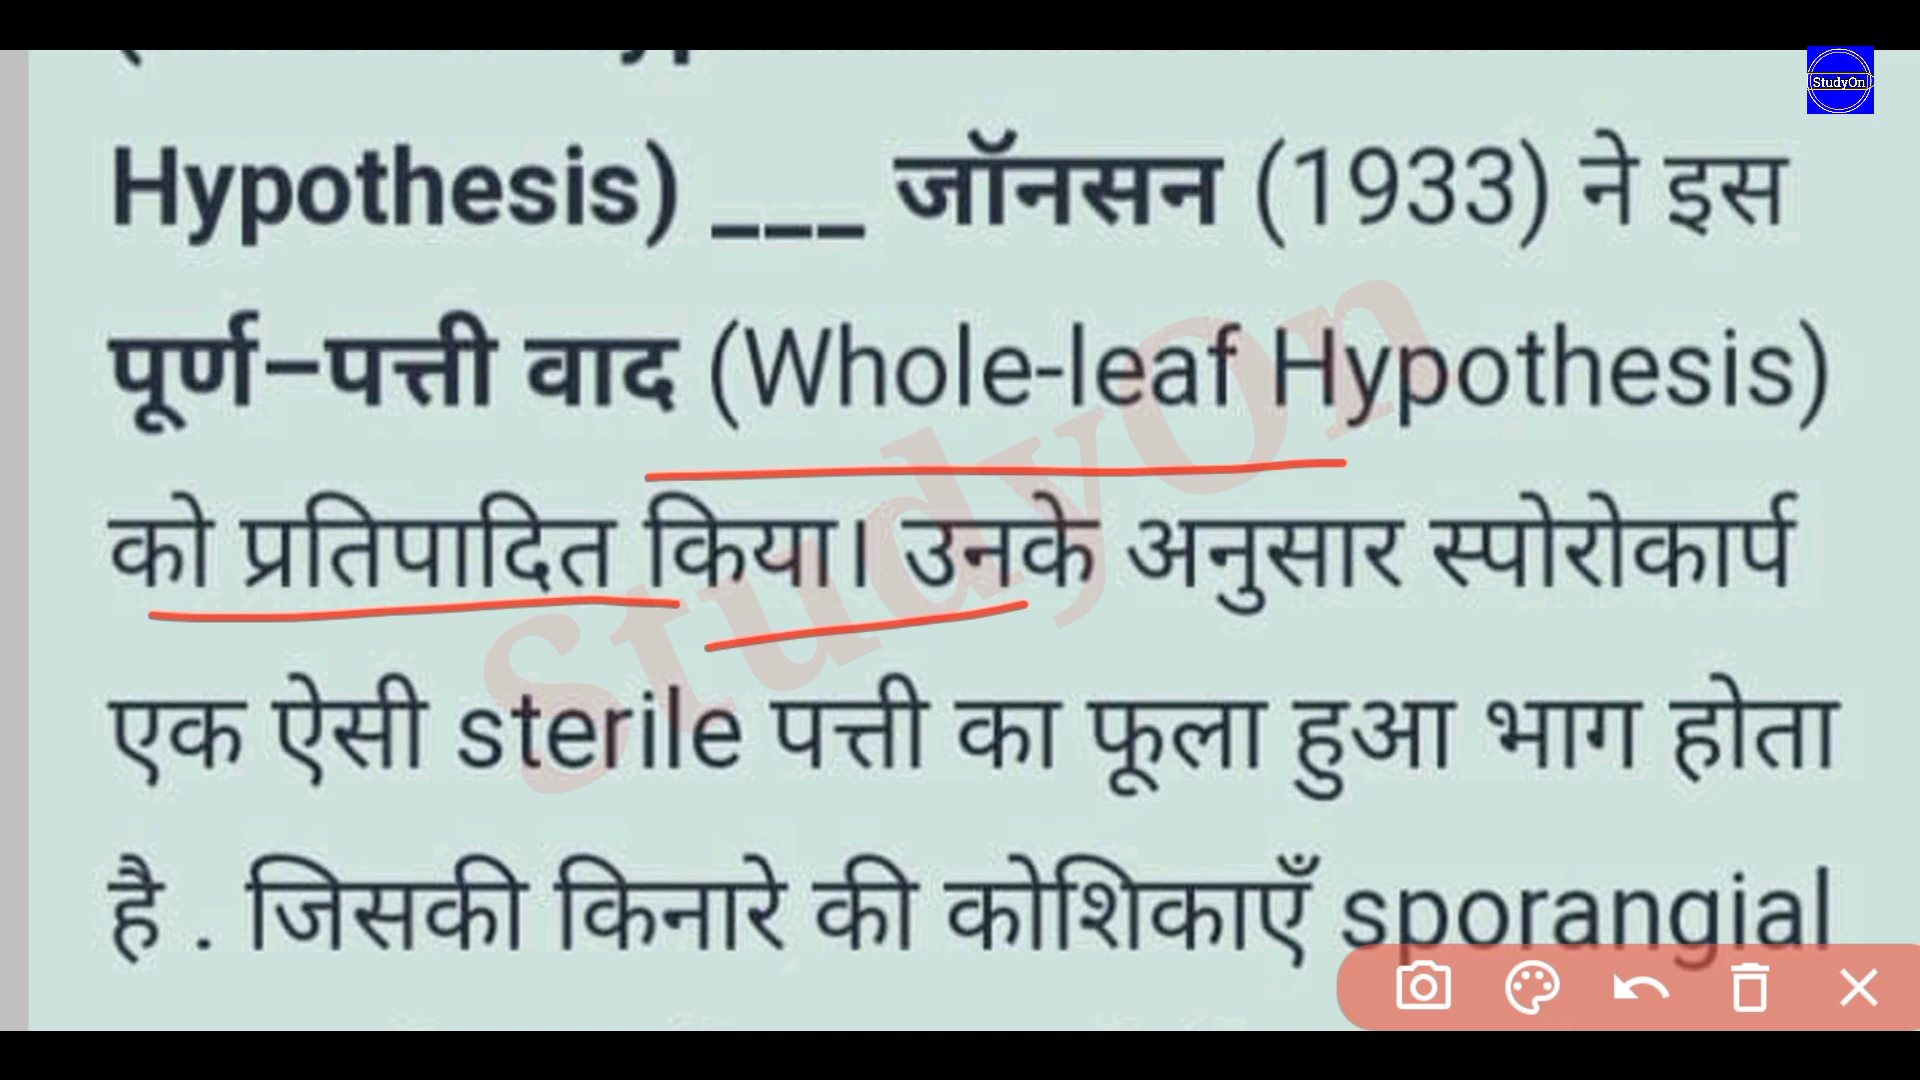 StudyOn
Hypothesis) ___ जॉनसन (1933) ने इस
पूर्ण–पत्ती वाद (Whole-leaf Hypothesis)
को प्रतिपादित किया। उनके अनुसार स्पोरोकार्प
एक ऐसी sterile पत्ती का फूला हुआ भाग होता
है . जिसकी किनारे की कोशिकाएँ sporangial
StudyOn